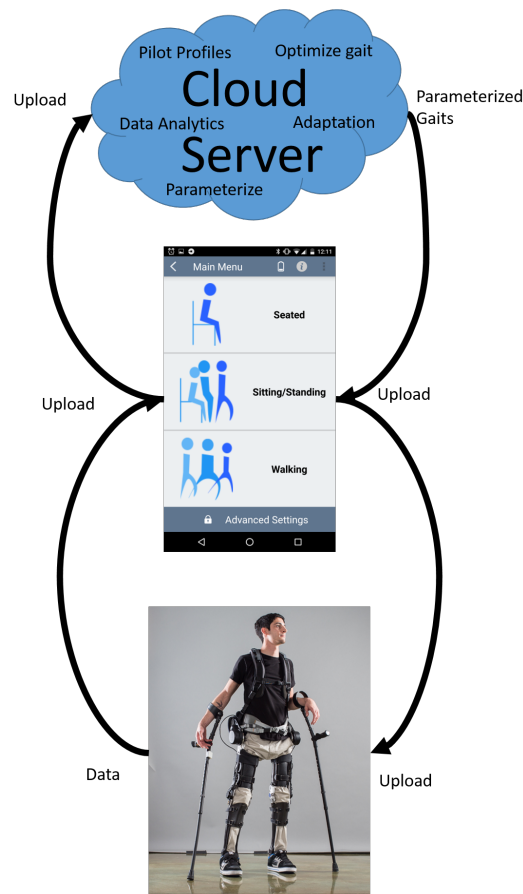 Pilot Profiles
Optimize gait
Cloud
Upload
Parameterized
Gaits
Data Analytics
Adaptation
Server
Parameterize
12:11
Main Menu
Seated
Sitting/Standing
Upload
Upload
Walking
Advanced Settings
Data
Upload